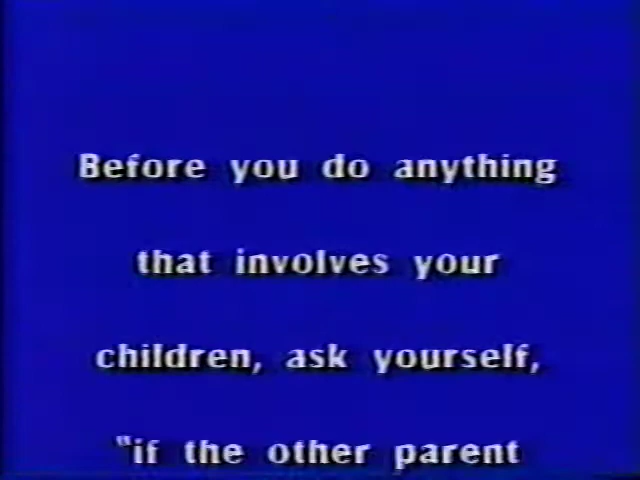 Before you do anything
that involves your
children, ask yourself,
"if the other parent